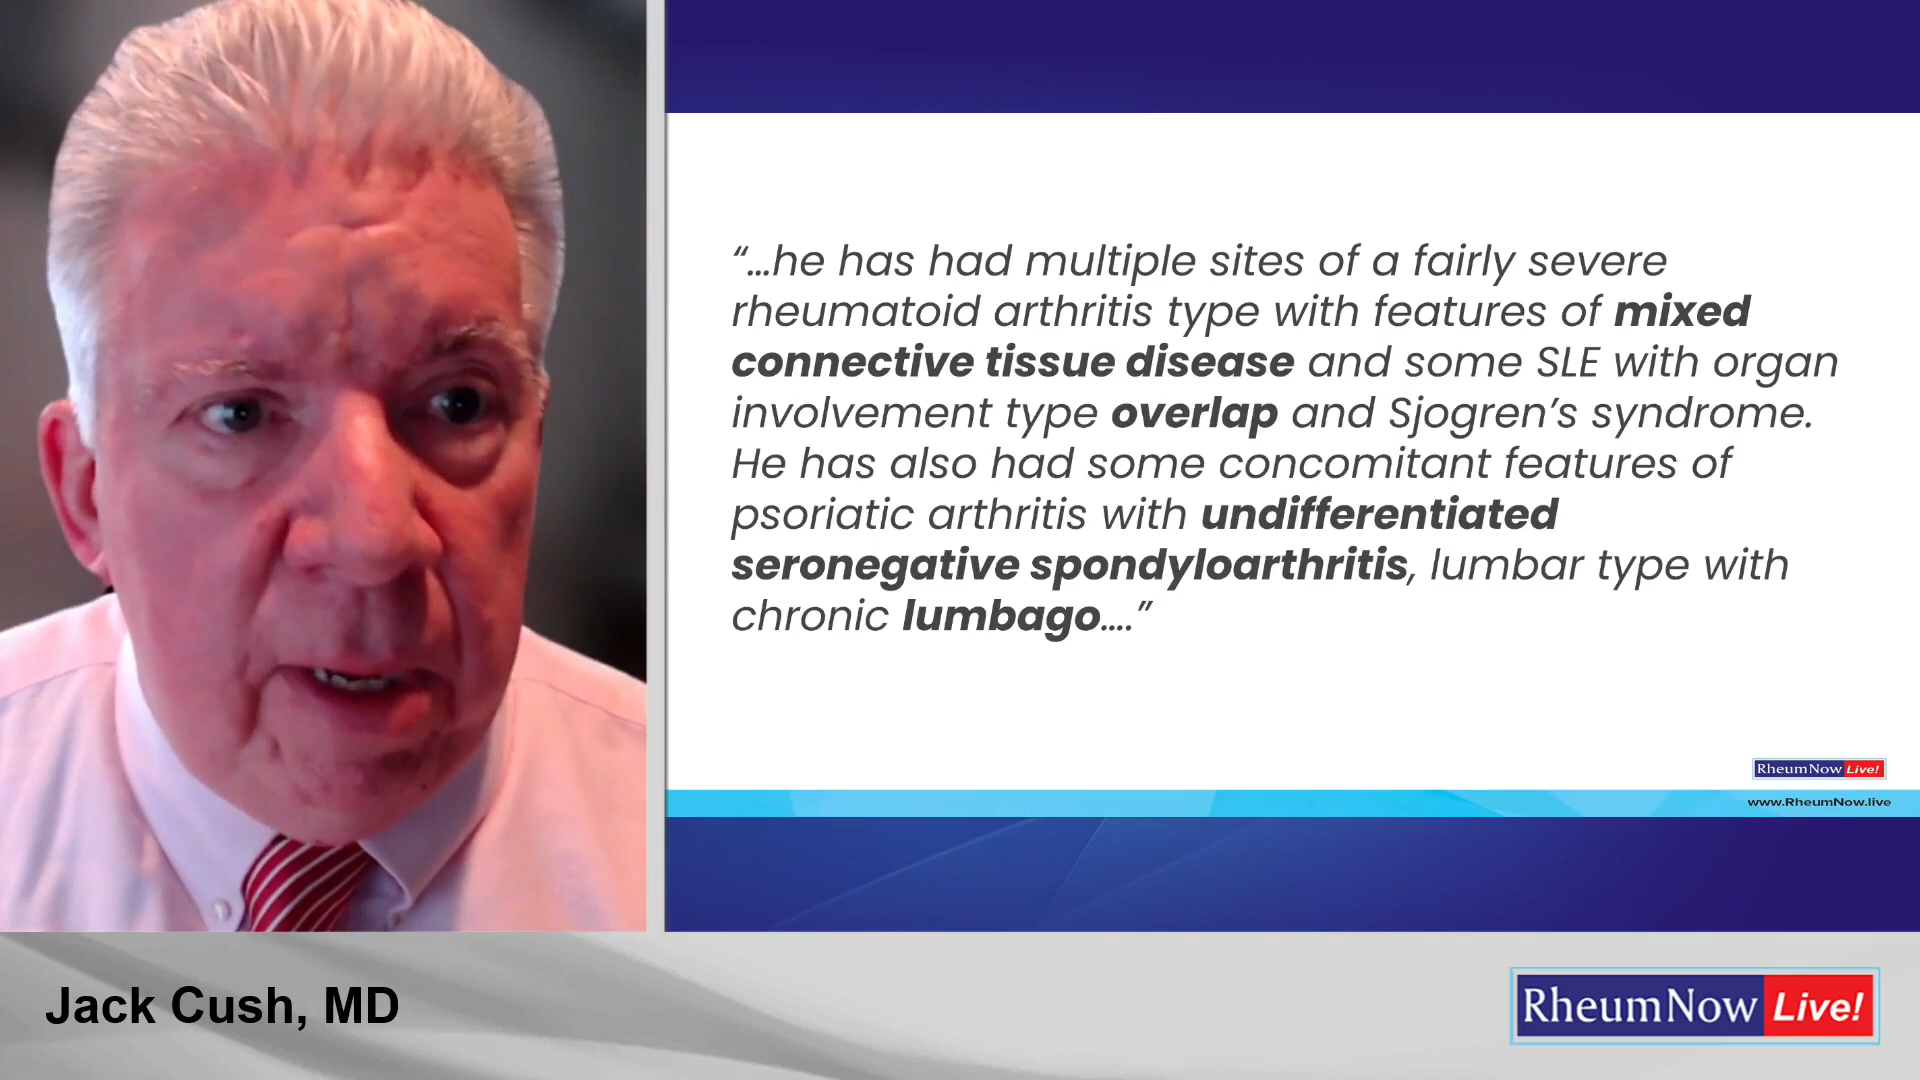 “...he has had multiple sites of a fairly severe
rheumatoid arthritis type with features of mixed
connective tissue disease and some SLE with organ
involvement type overlap and Sjogren’s syndrome.
He has also had some concomitant features of
psoriatic arthritis with undifferentiated
seronegative spondyloarthritis, lumbar type with
chronic lumbago....”
RheumNow Live!
www.RheumNow.live
Jack Cush, MD
RheumNow Live!